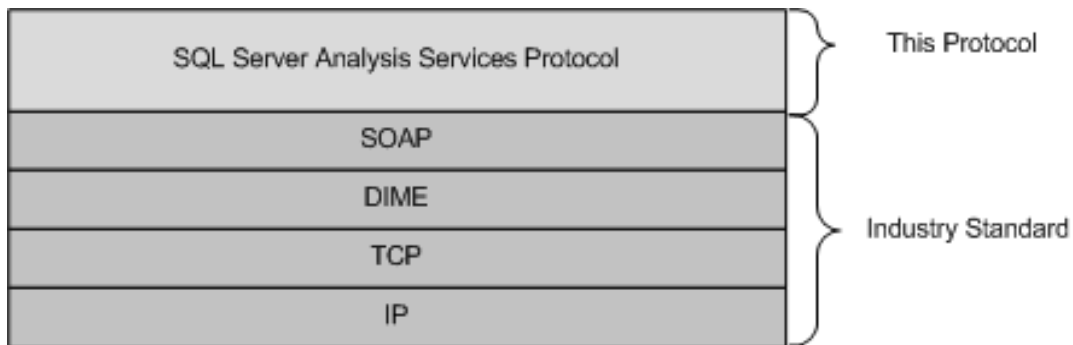 SQL Server Analysis Services Protocol
This Protocol
SOAP
DIME
TCP
IP
Industry Standard